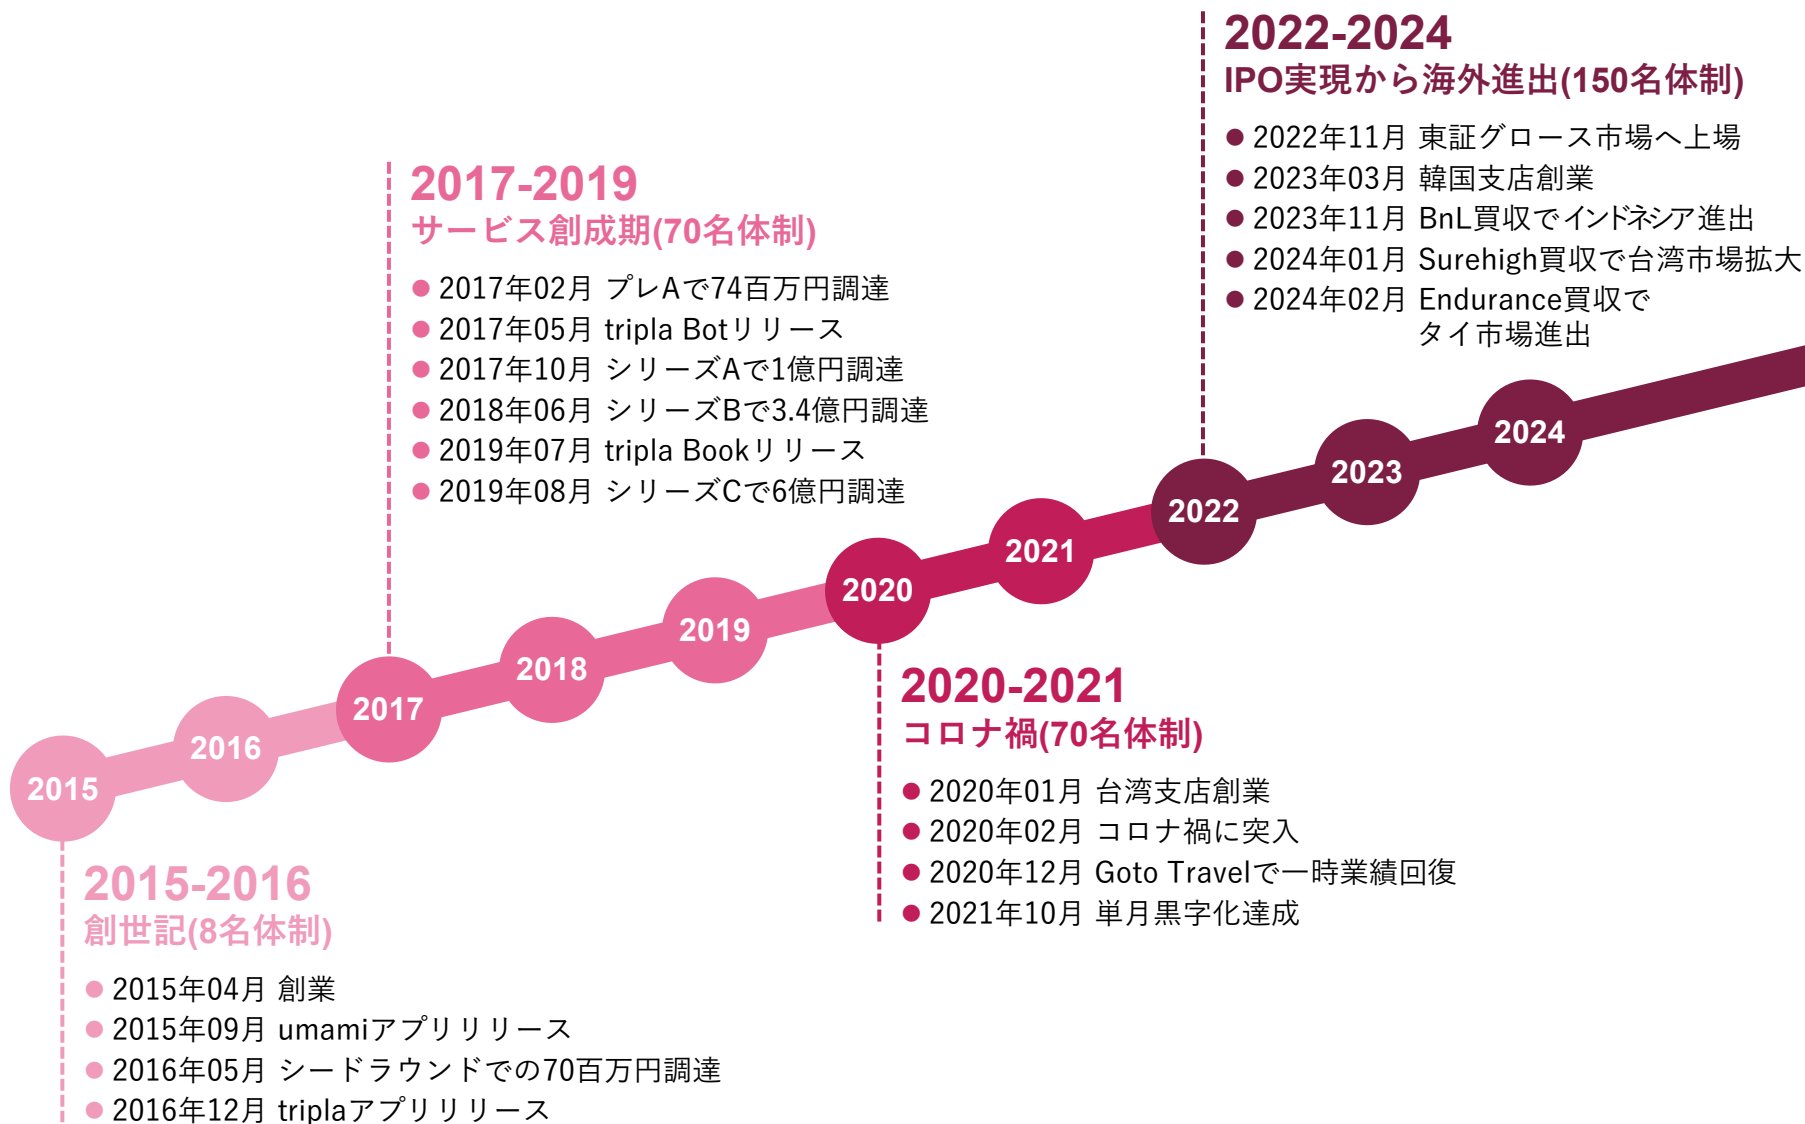 2022-2024
IPO実現から海外進出(150名体制)
2022年11月 東証グロース市場へ上場
2023年03月 韓国支店創業
2023年11月 BnL買収でインドネシア進出
2024年01月 Surehigh買収で台湾市場拡大
2024年02月 Endurance買収で
タイ市場進出
2017-2019
サービス創成期(70名体制)
2017年02月 プレAで74百万円調達
2017年05月 tripla Botリリース
2017年10月 シリーズAで1億円調達
2018年06月 シリーズBで3.4億円調達
2019年07月 tripla Bookリリース
2019年08月 シリーズCで6億円調達
2015
2016
2017
2018
2019
2020
2021
2022
2023
2024
2020-2021
コロナ禍(70名体制)
2020年01月 台湾支店創業
2020年02月 コロナ禍に突入
2020年12月 Goto Travelで一時業績回復
2021年10月 単月黒字化達成
2015-2016
創世記(8名体制)
2015年04月 創業
2015年09月 umamiアプリリリース
2016年05月 シードラウンドでの70百万円調達
2016年12月 triplaアプリリリース